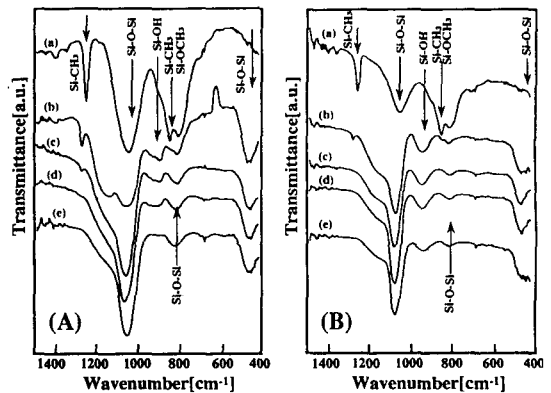 Transmittance[a.u.]
(a)
(b)
(c)
(d)
(e)
Si-CH3
Si-O-Si
Si-OH
Si-CH3
Si-OCH3
Si-O-Si
Si-O-Si
(A)
1400 1200 1000 800 600 400
Wavenumber[cm-1]
Transmittance[a.u.]
(a)
(b)
(c)
(d)
(e)
Si-CH3
Si-O-Si
Si-OH
Si-CH3
Si-OCH3
Si-O-Si
Si-O-Si
(B)
1400 1200 1000 800 600 400
Wavenumber[cm-1]